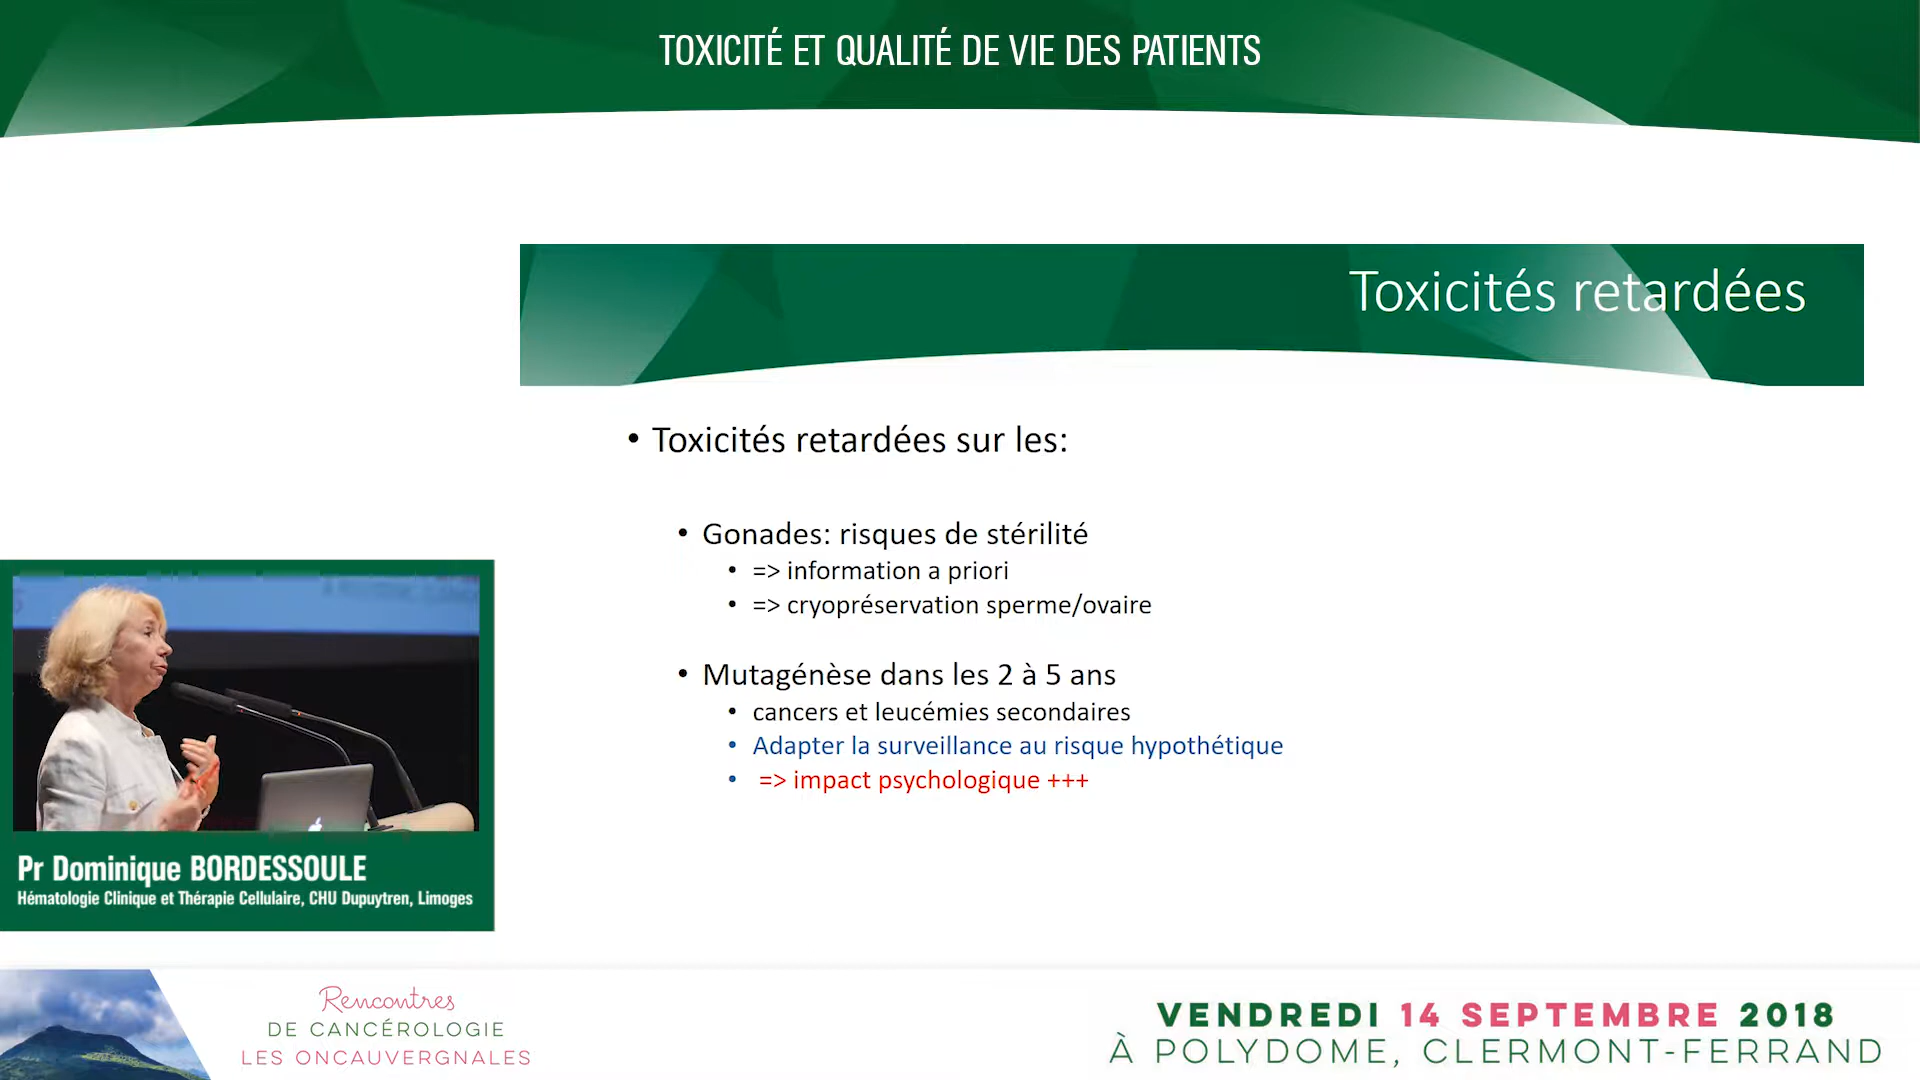 TOXICITÉ ET QUALITÉ DE VIE DES PATIENTS
Toxicités retardées
• Toxicités retardées sur les:
• Gonades: risques de stérilité
• => information a priori
• => cryopréservation sperme/ovaire
• Mutagénèse dans les 2 à 5 ans
• cancers et leucémies secondaires
• Adapter la surveillance au risque hypothétique
• => impact psychologique +++
Pr Dominique BORDESSOULE
Hématologie Clinique et Thérapie Cellulaire, CHU Dupuytren, Limoges
Rencontres
DE CANCÉROLOGIE
LES ONCAUVERGNALES
VENDREDI 14 SEPTEMBRE 2018
À POLYDOME, CLERMONT-FERRAND